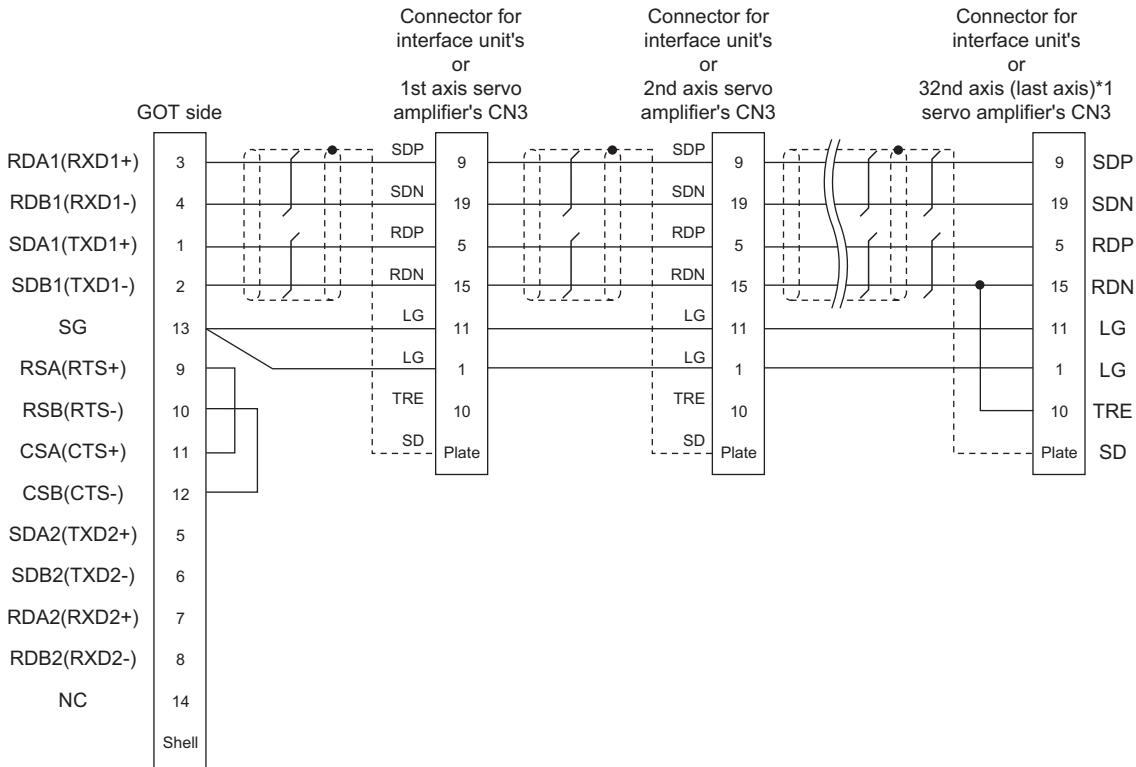 Connector for
interface unit's
or
1st axis servo
amplifier's CN3
Connector for
interface unit's
or
2nd axis servo
amplifier's CN3
Connector for
interface unit's
or
32nd axis (last axis)*1
servo amplifier's CN3
GOT side
RDA1(RXD1+) 3 SDP 9 SDP 9 9 SDP
RDB1(RXD1-) 4 SDN 19 SDN 19 19 SDN
SDA1(TXD1+) 1 RDP 5 RDP 5 5 RDP
SDB1(TXD1-) 2 RDN 15 RDN 15 15 RDN
SG 13 LG 11 LG 11 11 LG
RSA(RTS+) 9 LG 1 LG 1 1 LG
RSB(RTS-) 10 TRE 10 TRE 10 10 TRE
CSA(CTS+) 11 SD Plate SD Plate Plate SD
CSB(CTS-) 12
SDA2(TXD2+) 5
SDB2(TXD2-) 6
RDA2(RXD2+) 7
RDB2(RXD2-) 8
NC 14
Shell